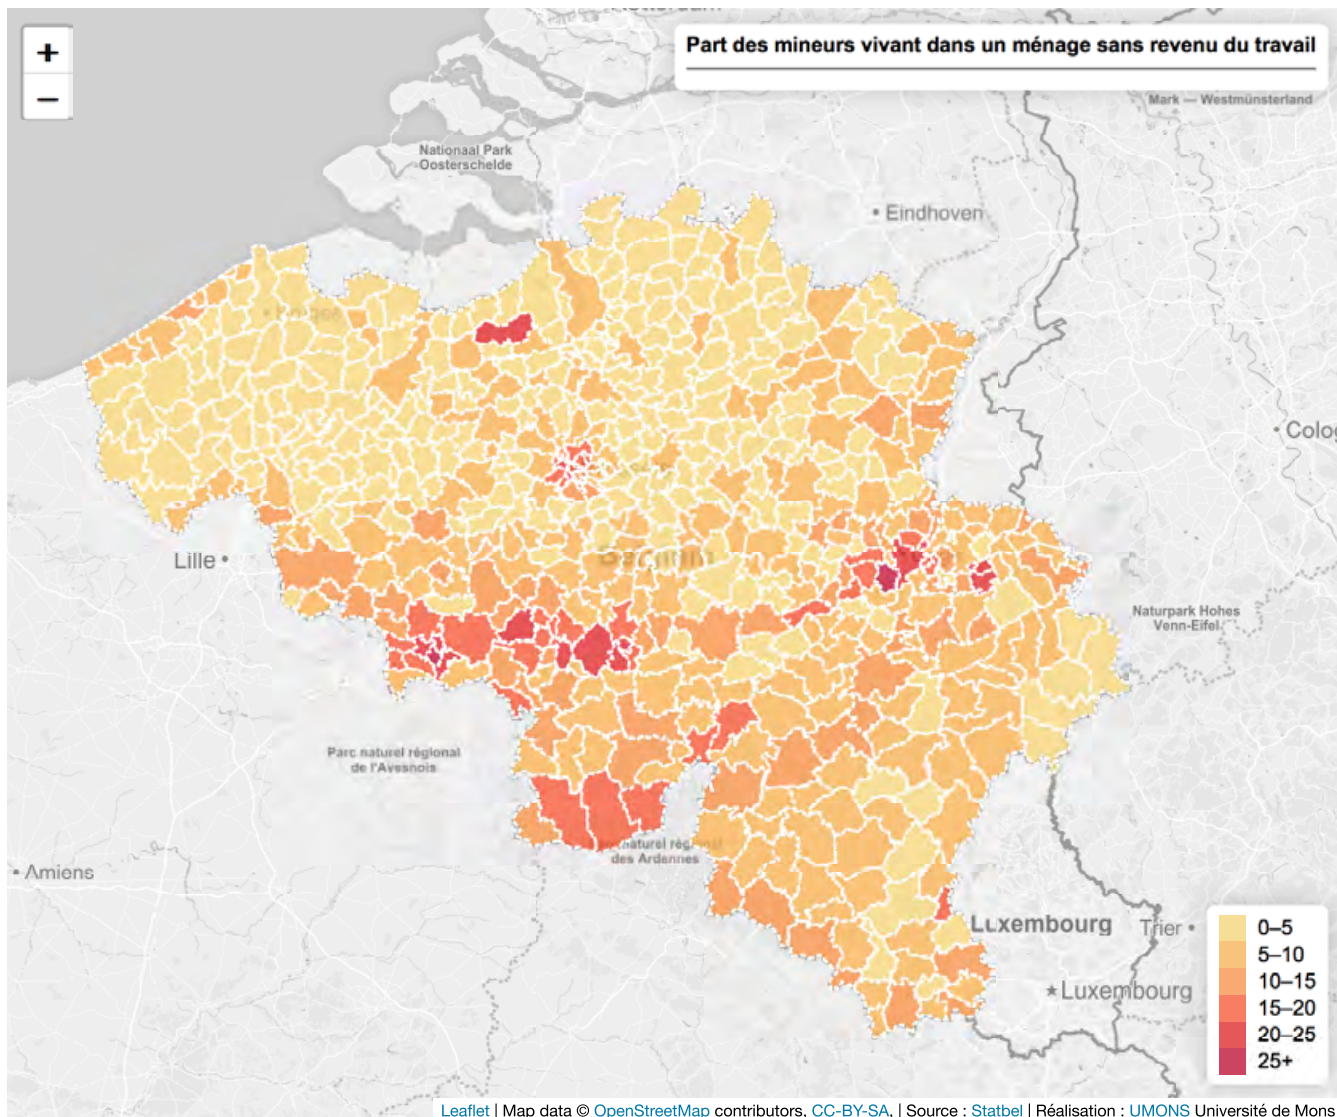 +
Part des mineurs vivant dans un ménage sans revenu du travail
−
Mark — Westmünsterland
Nationaal Park
Oosterschelde
• Eindhoven
• Colo
Lille •
Naturpark Hohes
Venn-Eifel
Parc naturel régional
de l'Avesnois
des Ardennes
• Amiens
Luxembourg
Trier •
★Luxembourg
0–5
5–10
10–15
15–20
20–25
25+
Leaflet | Map data © OpenStreetMap contributors, CC-BY-SA, | Source : Statbel | Réalisation : UMONS Université de Mons